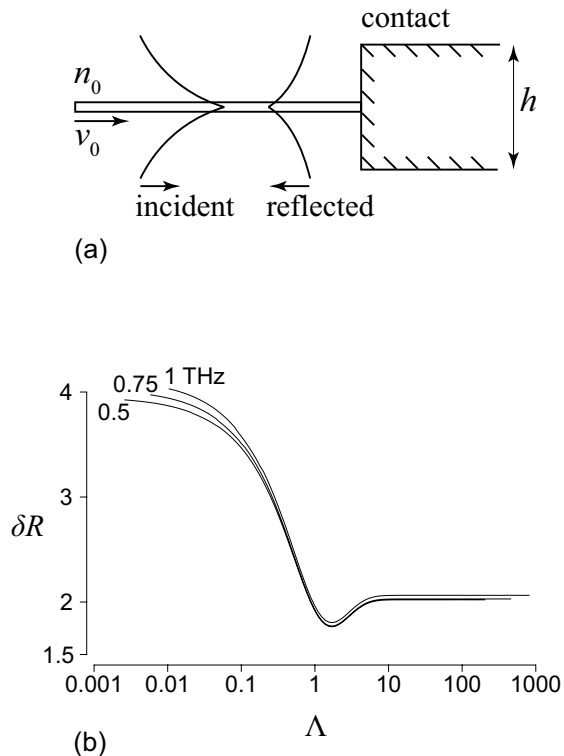 contact
n₀
h
v₀
incident reflected
(a)
1 THz
0.75
0.5
4
3
δR
2
1.5
0.001 0.01 0.1 1 10 100 1000
Λ
(b)